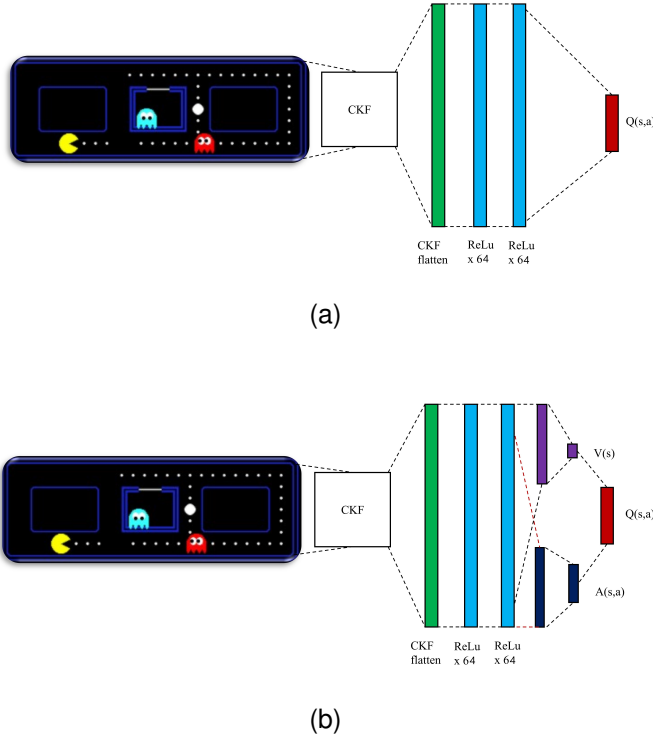 CKF
Q(s,a)
CKF
flatten
ReLu
x 64
ReLu
x 64
(a)
V(s)
CKF
Q(s,a)
A(s,a)
CKF
flatten
ReLu
x 64
ReLu
x 64
(b)